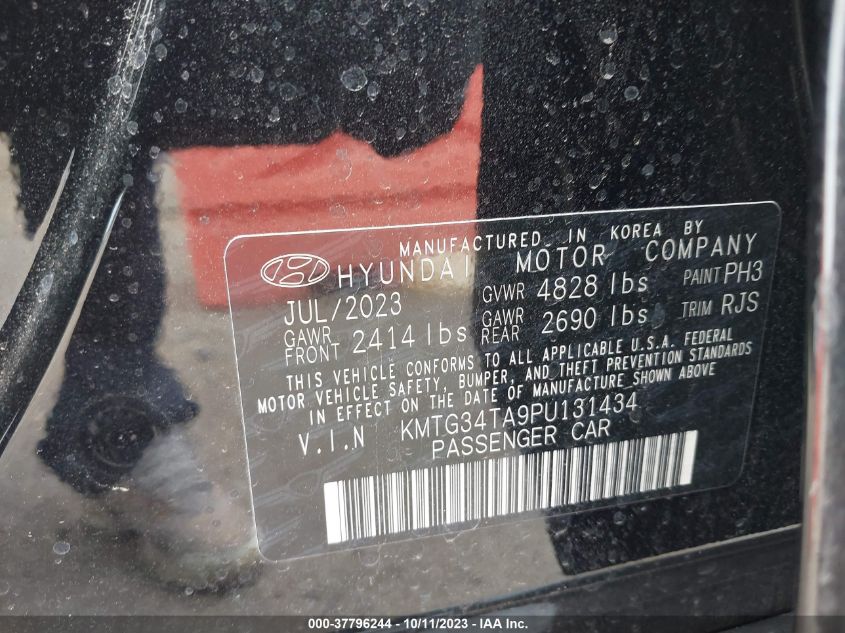 MANUFACTURED IN KOREA BY
HYUNDAI MOTOR COMPANY
JUL/2023 GVWR 4828 lbs PAINT PH3
GAWR FRONT 2414 lbs GAWR REAR 2690 lbs TRIM RJS
THIS VEHICLE CONFORMS TO ALL APPLICABLE U.S.A. FEDERAL
MOTOR VEHICLE SAFETY, BUMPER, AND THEFT PREVENTION STANDARDS
IN EFFECT ON THE DATE OF MANUFACTURE SHOWN ABOVE
V.I.N KMTG34TA9PU131434
PASSENGER CAR
000-37796244 - 10/11/2023 - IAA Inc.